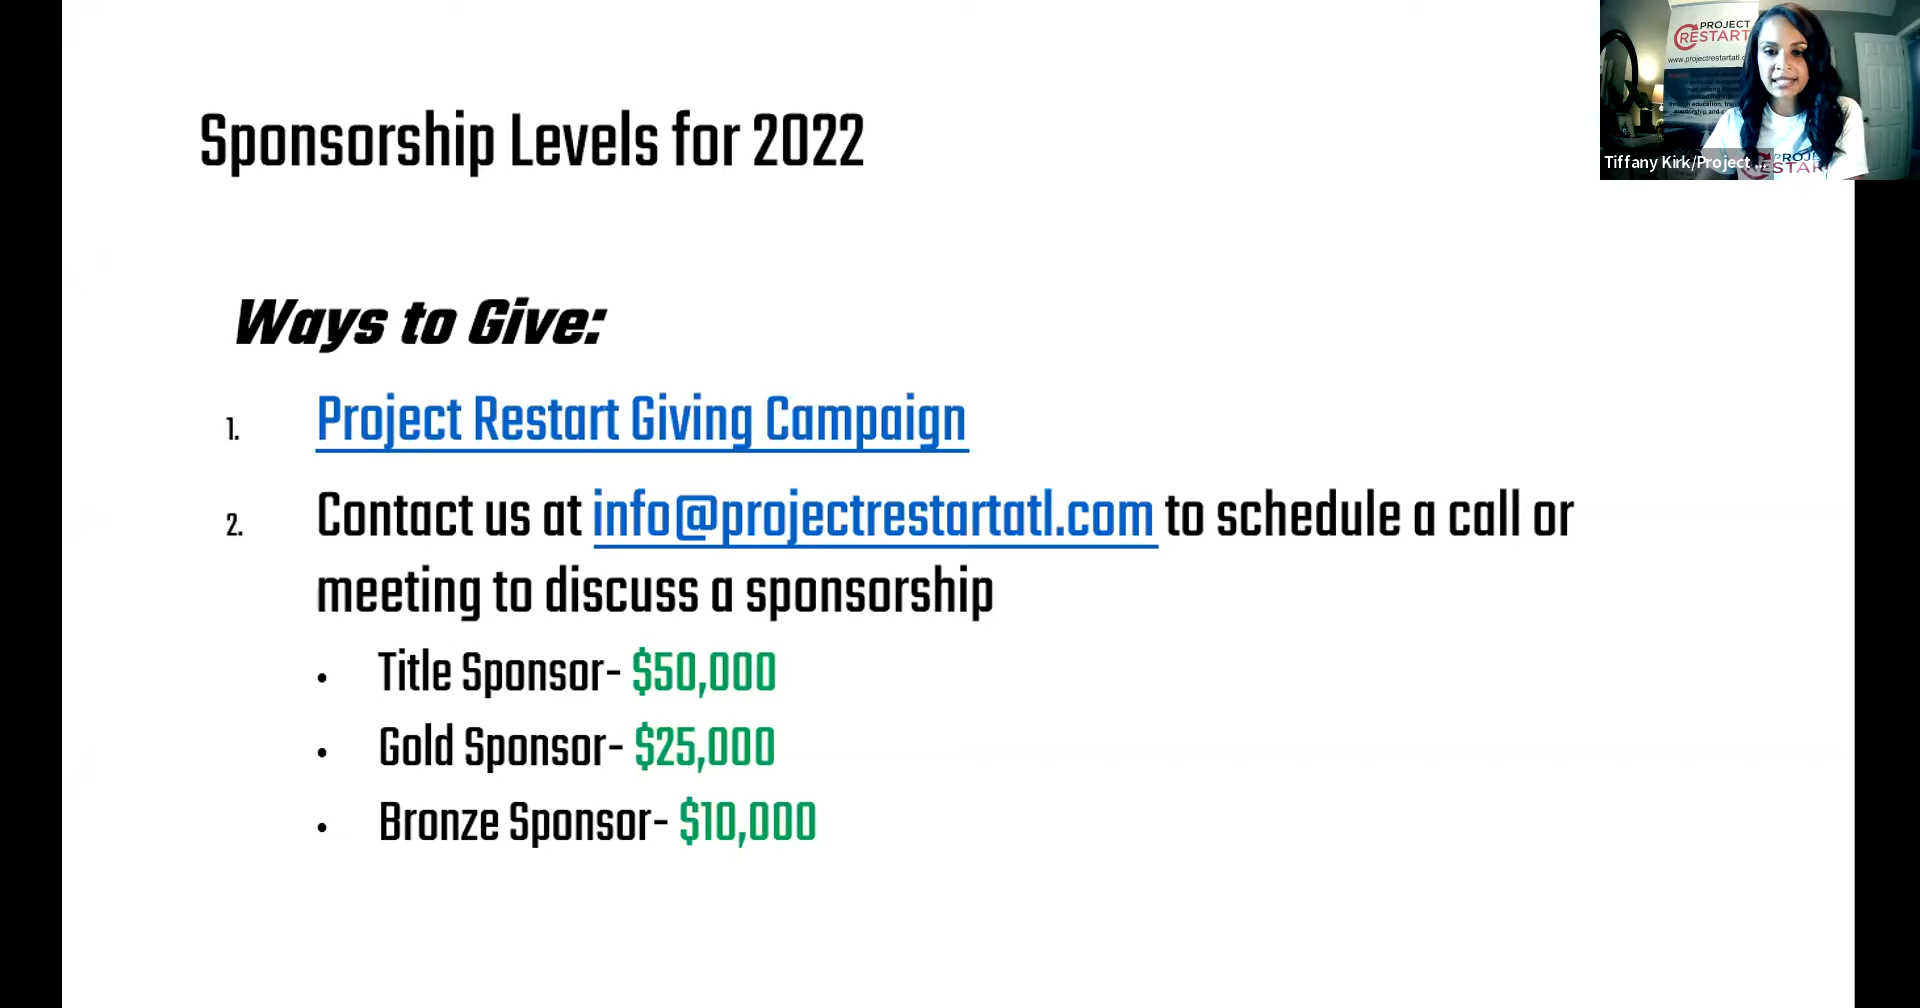 Sponsorship Levels for 2022
Ways to Give:
1. Project Restart Giving Campaign
2. Contact us at info@projectrestartatl.com to schedule a call or
meeting to discuss a sponsorship
• Title Sponsor- $50,000
• Gold Sponsor- $25,000
• Bronze Sponsor- $10,000
PROJECT
RESTART
www.projectrestartatl.c
Tiffany Kirk/Project ...